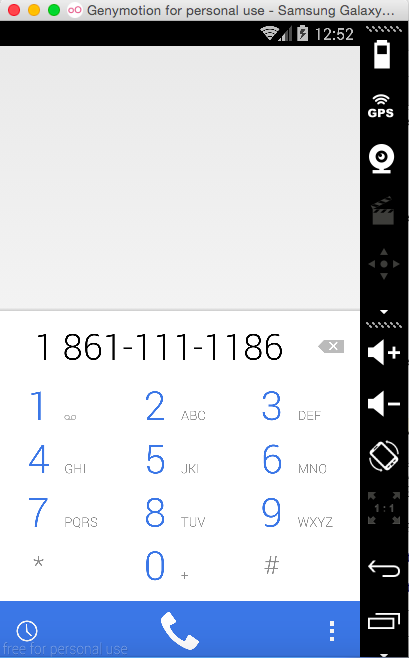 Genymotion for personal use - Samsung Galaxy...
12:52
GPS
1 861-111-1186
1
2 ABC
3 DEF
4 GHI
5 JKL
6 MNO
7 PQRS
8 TUV
9 WXYZ
*
0 +
#
1:1
free for personal use